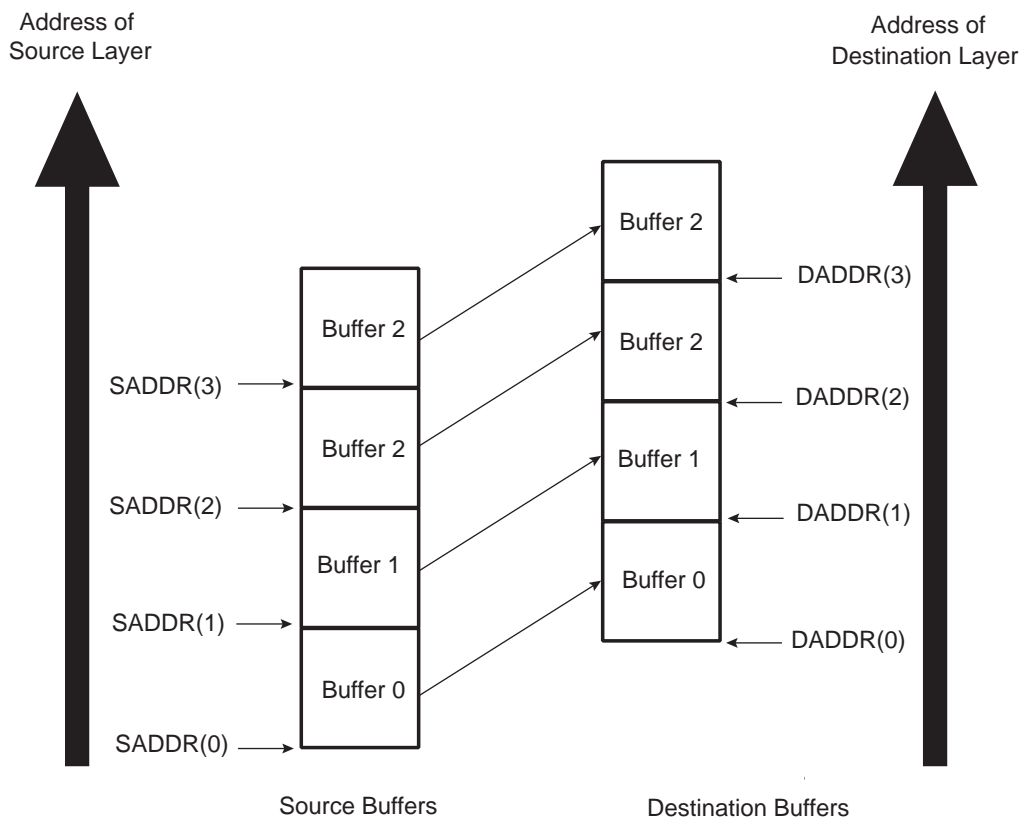 Address of
Source Layer
Address of
Destination Layer
Buffer 2
DADDR(3)
Buffer 2
Buffer 2
SADDR(3)
DADDR(2)
Buffer 2
Buffer 1
SADDR(2)
DADDR(1)
Buffer 1
Buffer 0
SADDR(1)
DADDR(0)
Buffer 0
SADDR(0)
Source Buffers
Destination Buffers